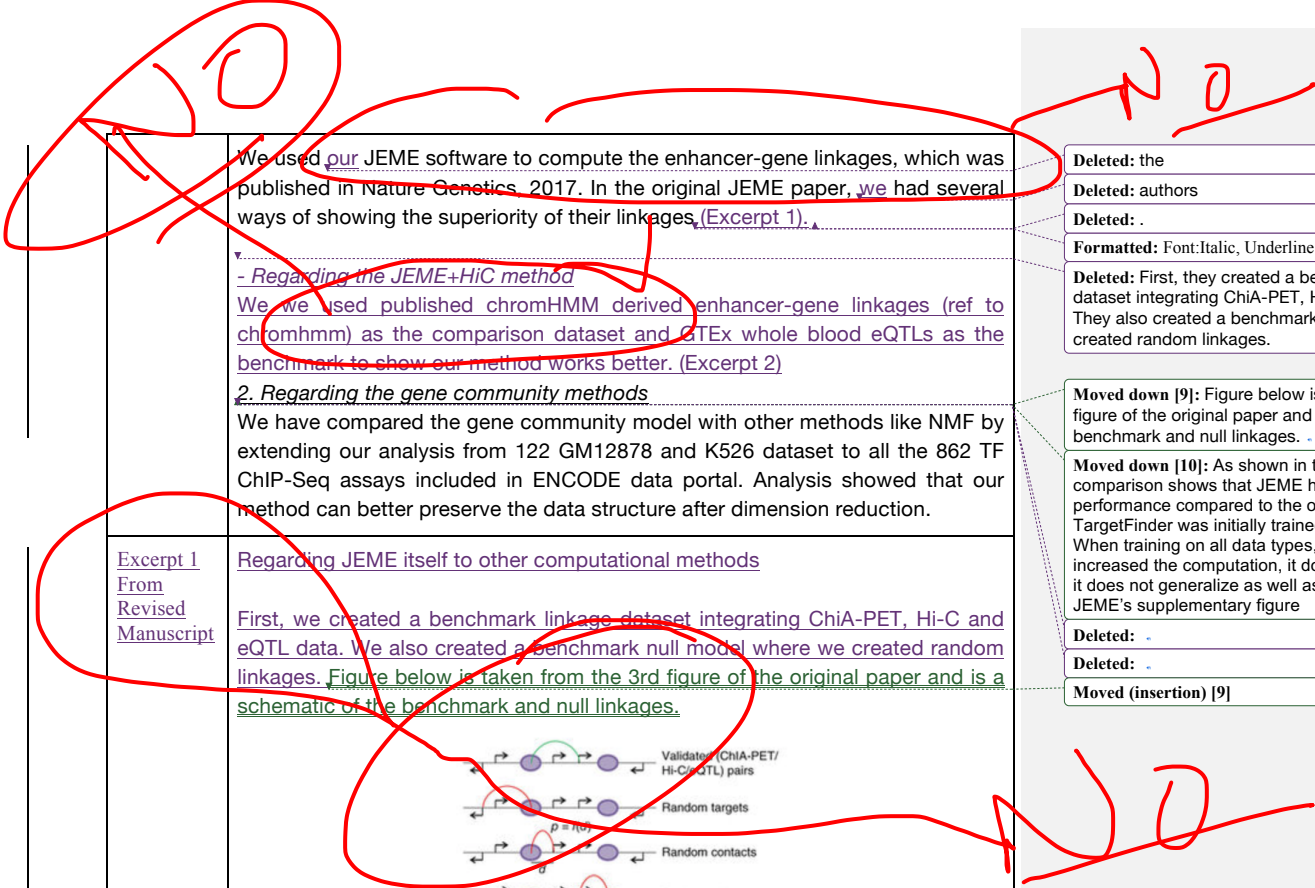 NO
NO
We used our JEME software to compute the enhancer-gene linkages, which was
published in Nature Genetics, 2017. In the original JEME paper, we had several
ways of showing the superiority of their linkages (Excerpt 1).
- Regarding the JEME+HiC method
We we used published chromHMM derived enhancer-gene linkages (ref to
chromhmm) as the comparison dataset and GTEx whole blood eQTLs as the
benchmark to show our method works better. (Excerpt 2)
2. Regarding the gene community methods
We have compared the gene community model with other methods like NMF by
extending our analysis from 122 GM12878 and K526 dataset to all the 862 TF
ChIP-Seq assays included in ENCODE data portal. Analysis showed that our
method can better preserve the data structure after dimension reduction.
Excerpt 1
From
Revised
Manuscript
Regarding JEME itself to other computational methods
First, we created a benchmark linkage dataset integrating ChiA-PET, Hi-C and
eQTL data. We also created a benchmark null model where we created random
linkages. Figure below is taken from the 3rd figure of the original paper and is a
schematic of the benchmark and null linkages.
Validated (ChIA-PET/
Hi-C/eQTL) pairs
Random targets
p = f(d)
Random contacts
d
Deleted: the
Deleted: authors
Deleted: .
Formatted: Font:Italic, Underline
Deleted: First, they created a be
dataset integrating ChiA-PET, H
They also created a benchmark
created random linkages.
Moved down [9]: Figure below is
figure of the original paper and
benchmark and null linkages.
Moved down [10]: As shown in t
comparison shows that JEME h
performance compared to the o
TargetFinder was initially traine
When training on all data types,
increased the computation, it do
it does not generalize as well as
JEME's supplementary figure
Deleted:
Deleted:
Moved (insertion) [9]
NO